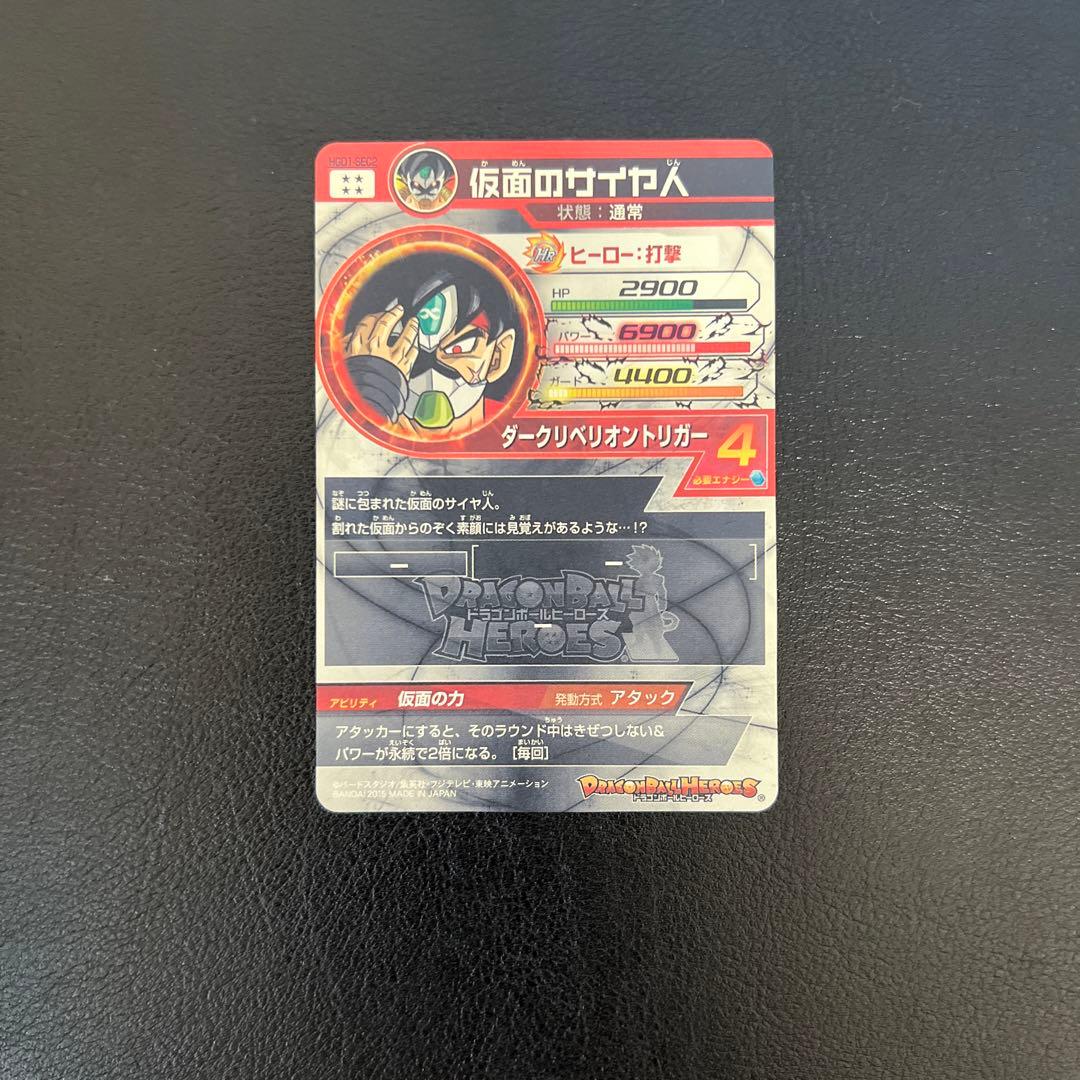 HGD1-SEC2
★★
★★
仮面のサイヤ人
状態：通常
HR ヒーロー：打撃
HP 2900
パワー 6900
ガード 4400
ダークリベリオントリガー 4
必要エナジー
謎に包まれた仮面のサイヤ人。
割れた仮面からのぞく素顔には見覚えがあるような…!?
ー ー
DRAGONBALL
ドラゴンボールヒーローズ
ー
HEROES
アビリティ 仮面の力 発動方式 アタック
アタッカーにすると、そのラウンド中はきぜつしない&
パワーが永続で2倍になる。［毎回］
©バードスタジオ/集英社・フジテレビ・東映アニメーション
BANDAI 2015 MADE IN JAPAN
DRAGONBALL HEROES
ドラゴンボールヒーローズ